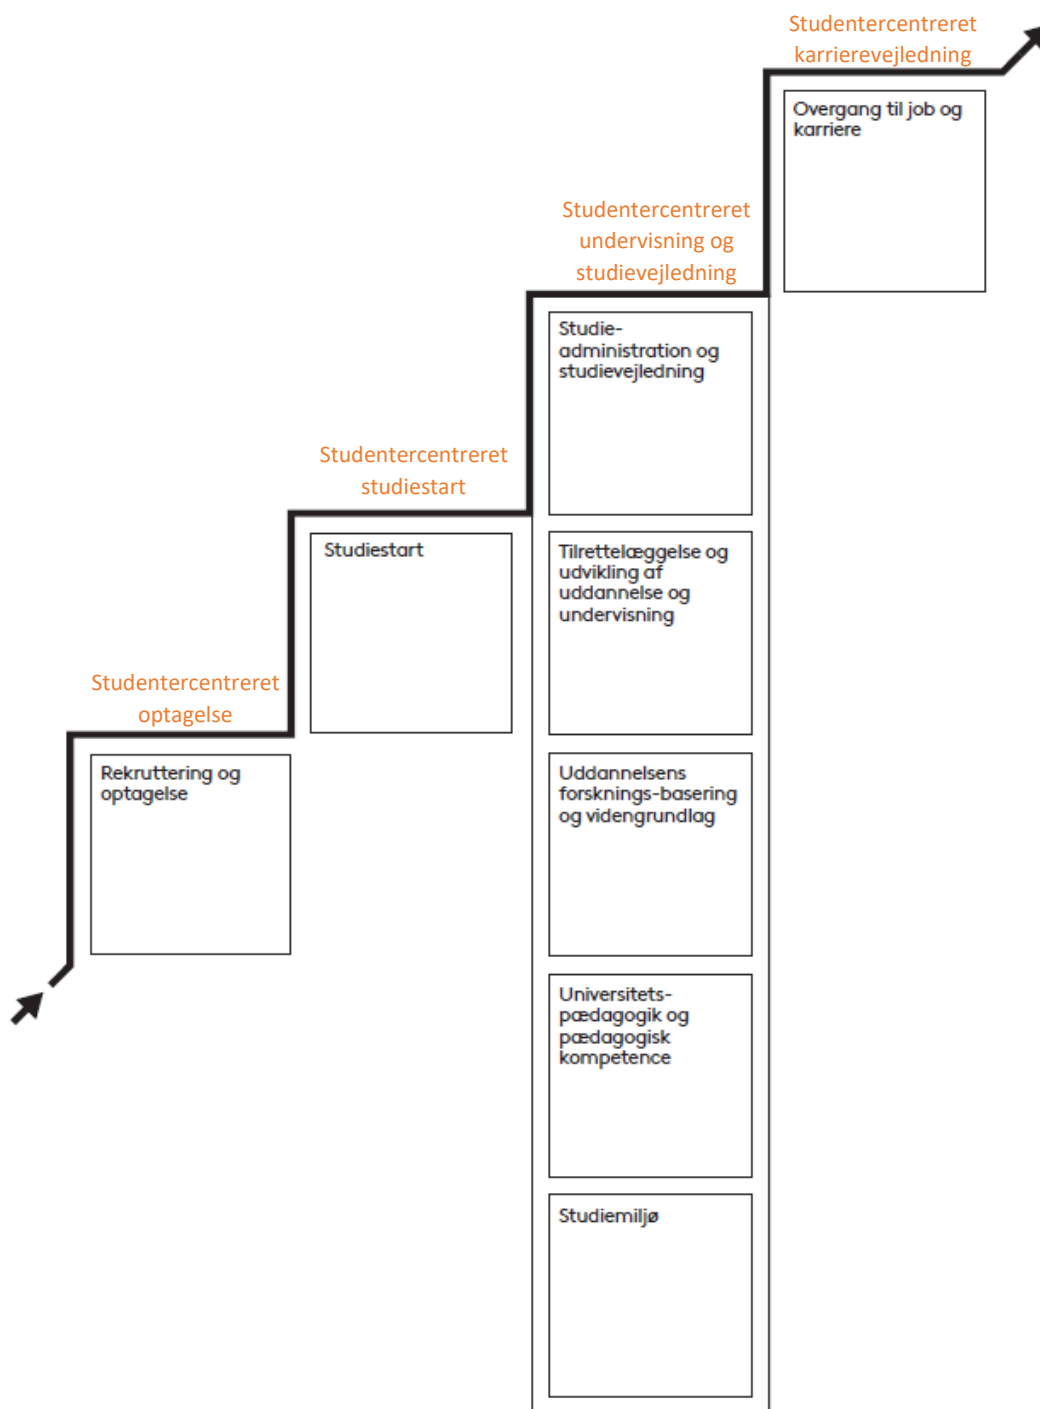 Studentercentreret
karrierevejledning
Overgang til job og
karriere
Studentercentreret
undervisning og
studievejledning
Studie-
administration og
studievejledning
Studentercentreret
studiestart
Studiestart
Tilrettelæggelse og
udvikling af
uddannelse og
undervisning
Studentercentreret
optagelse
Rekruttering og
optagelse
Uddannelsens
forsknings-basering
og videngrundlag
Universitets-
pædagogik og
pædagogisk
kompetence
Studiemiljø